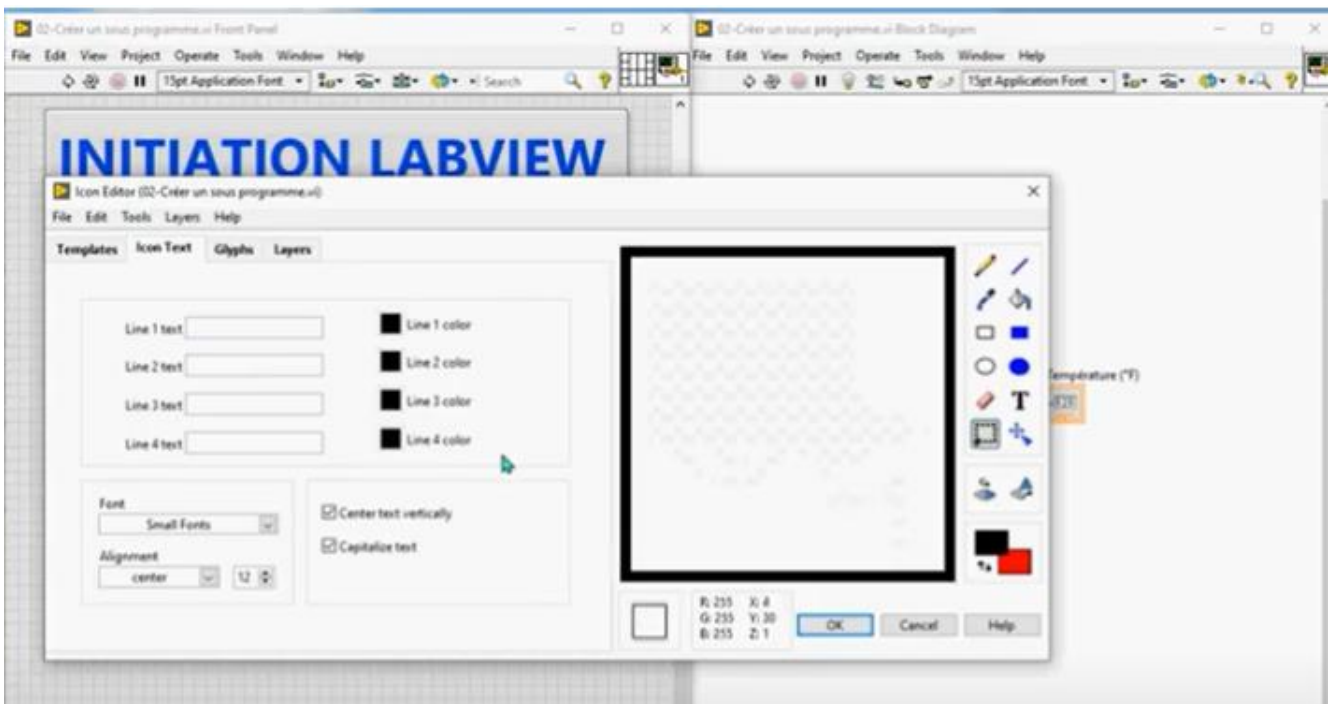 02-Créer un sous programme.vi Front Panel
File Edit View Project Operate Tools Window Help
15pt Application Font
Search
02-Créer un sous programme.vi Block Diagram
File Edit View Project Operate Tools Window Help
15pt Application Font
INITIATION LABVIEW
Icon Editor (02-Créer un sous programme.vi)
File Edit Tools Layers Help
Templates Icon Text Glyphs Layers
Line 1 text
Line 1 color
Line 2 text
Line 2 color
Line 3 text
Line 3 color
Line 4 text
Line 4 color
Font
Small Fonts
Alignment
center
12
Center text vertically
Capitalize text
T
R: 255 X: 4
G: 255 Y: 30
B: 255 Z: 1
OK Cancel Help
Température (°F)